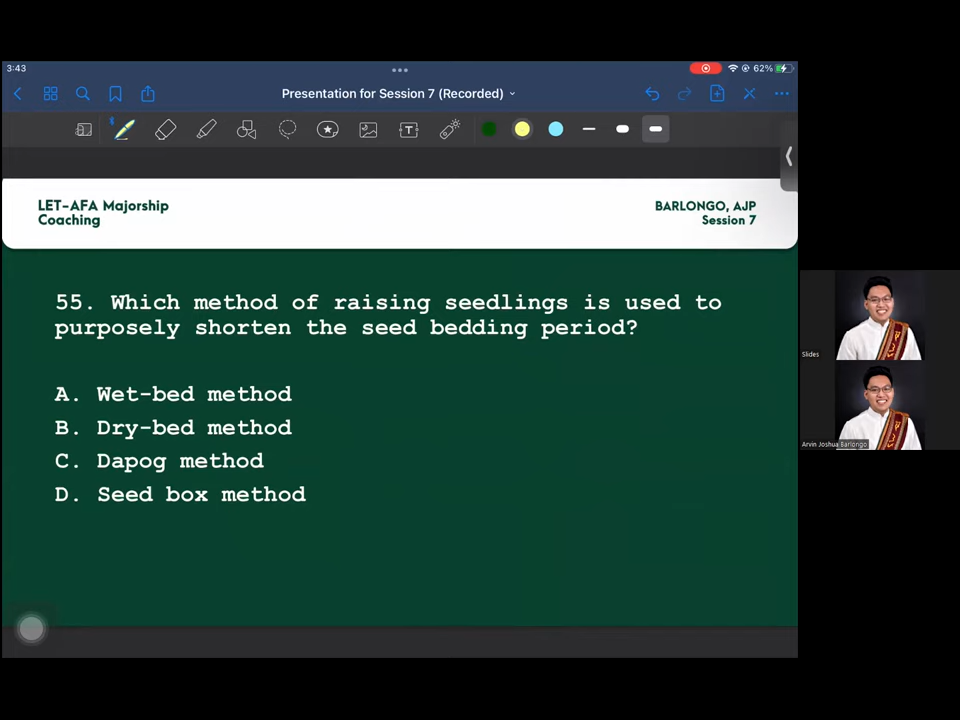 3:43
62%
Presentation for Session 7 (Recorded)
T
LET-AFA Majorship
Coaching
BARLONGO, AJP
Session 7
55. Which method of raising seedlings is used to
purposely shorten the seed bedding period?
A. Wet-bed method
B. Dry-bed method
C. Dapog method
D. Seed box method
Slides
Arvin Joshua Barlongo